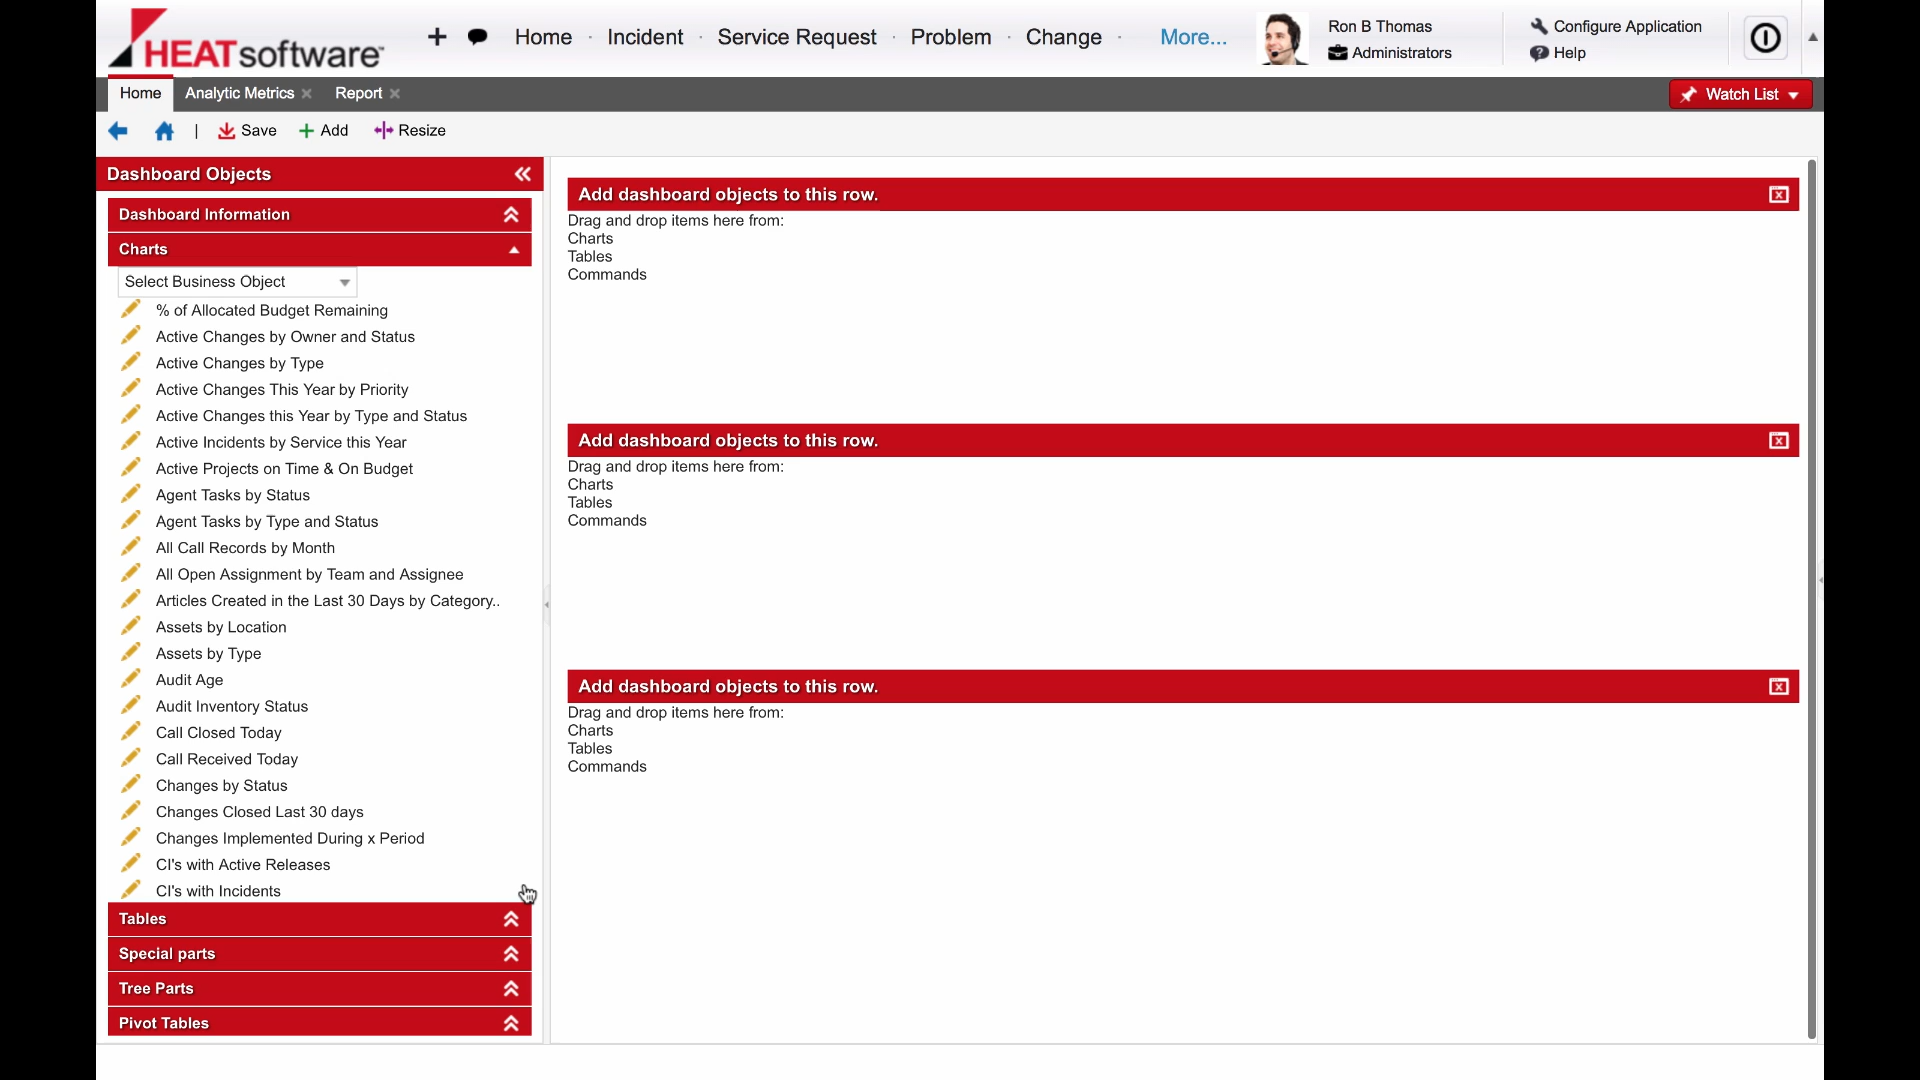 HEATsoftware
Home · Incident · Service Request · Problem · Change · More...
Ron B Thomas
Administrators
Configure Application
Help
Home
Analytic Metrics
Report
Watch List
Save
Add
Resize
Dashboard Objects
Dashboard Information
Charts
Select Business Object
% of Allocated Budget Remaining
Active Changes by Owner and Status
Active Changes by Type
Active Changes This Year by Priority
Active Changes this Year by Type and Status
Active Incidents by Service this Year
Active Projects on Time & On Budget
Agent Tasks by Status
Agent Tasks by Type and Status
All Call Records by Month
All Open Assignment by Team and Assignee
Articles Created in the Last 30 Days by Category..
Assets by Location
Assets by Type
Audit Age
Audit Inventory Status
Call Closed Today
Call Received Today
Changes by Status
Changes Closed Last 30 days
Changes Implemented During x Period
CI's with Active Releases
CI's with Incidents
Tables
Special parts
Tree Parts
Pivot Tables
Add dashboard objects to this row.
Drag and drop items here from:
Charts
Tables
Commands
Add dashboard objects to this row.
Drag and drop items here from:
Charts
Tables
Commands
Add dashboard objects to this row.
Drag and drop items here from:
Charts
Tables
Commands